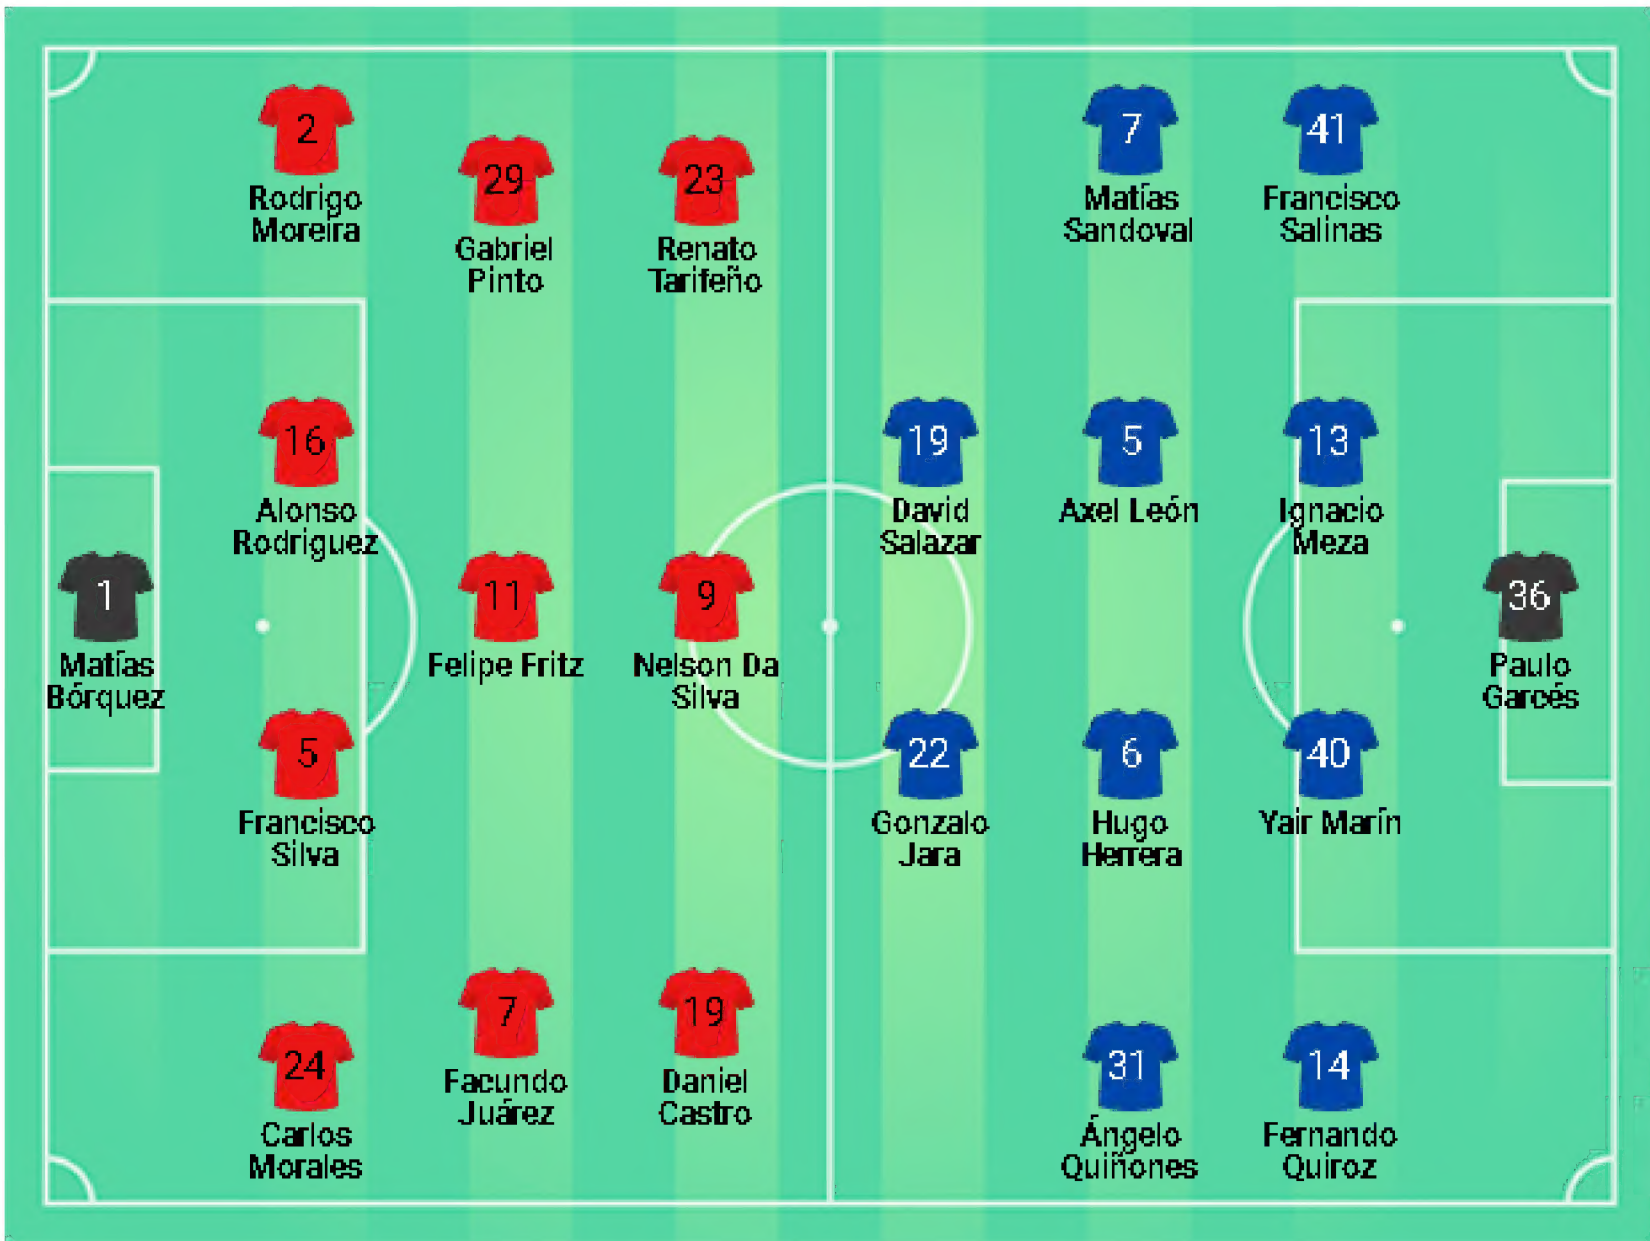 2
Rodrigo
Moreira
29
Gabriel
Pinto
23
Renato
Tarifeño
7
Matías
Sandoval
41
Francisco
Salinas
16
Alonso
Rodriguez
19
David
Salazar
5
Axel León
13
Ignacio
Meza
1
Matías
Bórquez
11
Felipe Fritz
9
Nelson Da
Silva
36
Paulo
Garcés
5
Francisco
Silva
22
Gonzalo
Jara
6
Hugo
Herrera
40
Yair Marín
24
Carlos
Morales
7
Facundo
Juárez
19
Daniel
Castro
31
Ángelo
Quiñones
14
Fernando
Quiroz